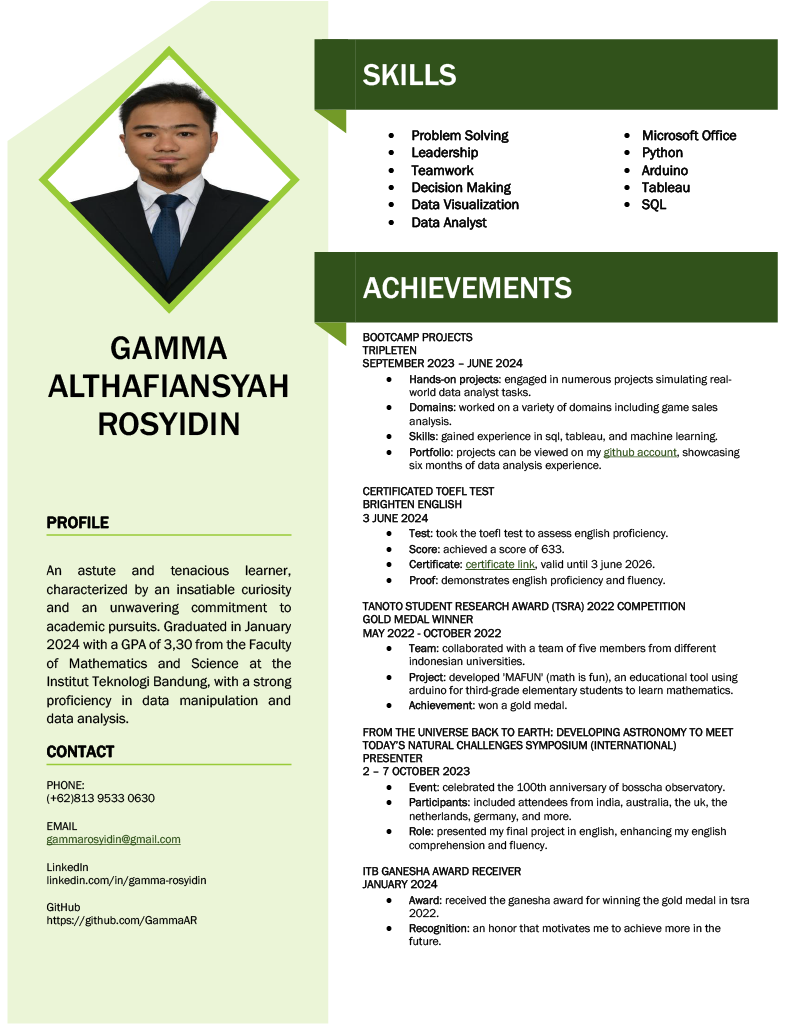 GAMMA
ALTHAFIANSYAH
ROSYIDIN
PROFILE
An astute and tenacious learner,
characterized by an insatiable curiosity
and an unwavering commitment to
academic pursuits. Graduated in January
2024 with a GPA of 3,30 from the Faculty
of Mathematics and Science at the
Institut Teknologi Bandung, with a strong
proficiency in data manipulation and
data analysis.
CONTACT
PHONE:
(+62)813 9533 0630
EMAIL
gammarosyidin@gmail.com
LinkedIn
linkedin.com/in/gamma-rosyidin
GitHub
https://github.com/GammaAR
SKILLS
• Problem Solving
• Leadership
• Teamwork
• Decision Making
• Data Visualization
• Data Analyst
• Microsoft Office
• Python
• Arduino
• Tableau
• SQL
ACHIEVEMENTS
BOOTCAMP PROJECTS
TRIPLETEN
SEPTEMBER 2023 – JUNE 2024
• Hands-on projects: engaged in numerous projects simulating real-
world data analyst tasks.
• Domains: worked on a variety of domains including game sales
analysis.
• Skills: gained experience in sql, tableau, and machine learning.
• Portfolio: projects can be viewed on my github account, showcasing
six months of data analysis experience.
CERTIFICATED TOEFL TEST
BRIGHTEN ENGLISH
3 JUNE 2024
• Test: took the toefl test to assess english proficiency.
• Score: achieved a score of 633.
• Certificate: certificate link, valid until 3 june 2026.
• Proof: demonstrates english proficiency and fluency.
TANOTO STUDENT RESEARCH AWARD (TSRA) 2022 COMPETITION
GOLD MEDAL WINNER
MAY 2022 - OCTOBER 2022
• Team: collaborated with a team of five members from different
indonesian universities.
• Project: developed 'MAFUN' (math is fun), an educational tool using
arduino for third-grade elementary students to learn mathematics.
• Achievement: won a gold medal.
FROM THE UNIVERSE BACK TO EARTH: DEVELOPING ASTRONOMY TO MEET
TODAY'S NATURAL CHALLENGES SYMPOSIUM (INTERNATIONAL)
PRESENTER
2 – 7 OCTOBER 2023
• Event: celebrated the 100th anniversary of bosscha observatory.
• Participants: included attendees from india, australia, the uk, the
netherlands, germany, and more.
• Role: presented my final project in english, enhancing my english
comprehension and fluency.
ITB GANESHA AWARD RECEIVER
JANUARY 2024
• Award: received the ganesha award for winning the gold medal in tsra
2022.
• Recognition: an honor that motivates me to achieve more in the
future.